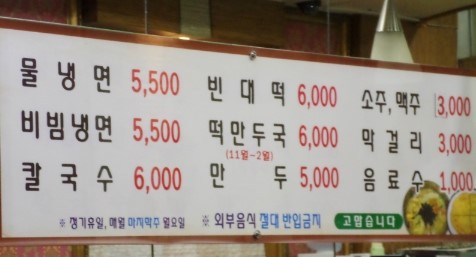 물냉면 5,500
비빔냉면 5,500
칼국수 6,000
빈대떡 6,000
떡만두국 6,000
(11월~2월)
만두 5,000
소주, 맥주 3,000
막걸리 3,000
음료수 1,000
※ 정기휴일, 매월 마지막주 월요일
※ 외부음식 절대 반입금지
고맙습니다